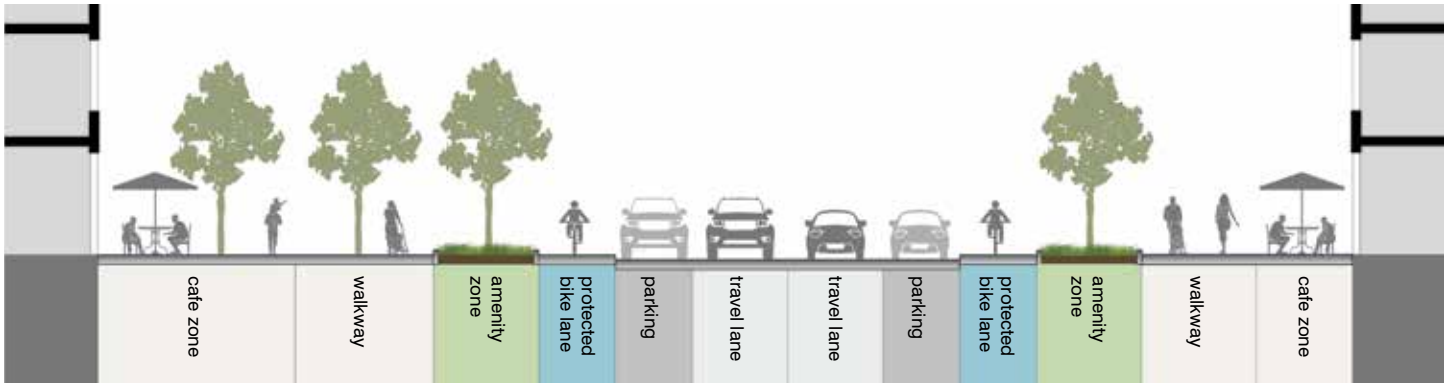 cafe zone
walkway
amenity
zone
protected
bike lane
parking
travel lane
travel lane
parking
protected
bike lane
amenity
zone
walkway
cafe zone